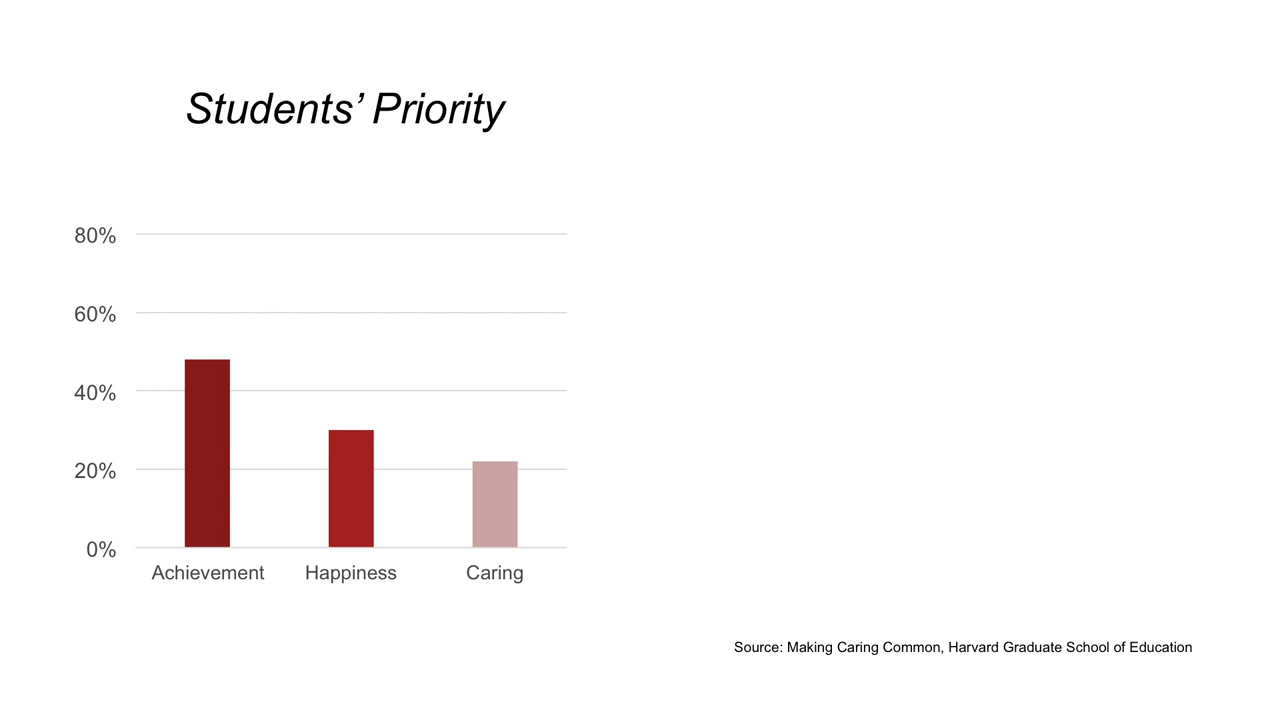 Students’ Priority
80%
60%
40%
20%
0%
Achievement Happiness Caring
Source: Making Caring Common, Harvard Graduate School of Education